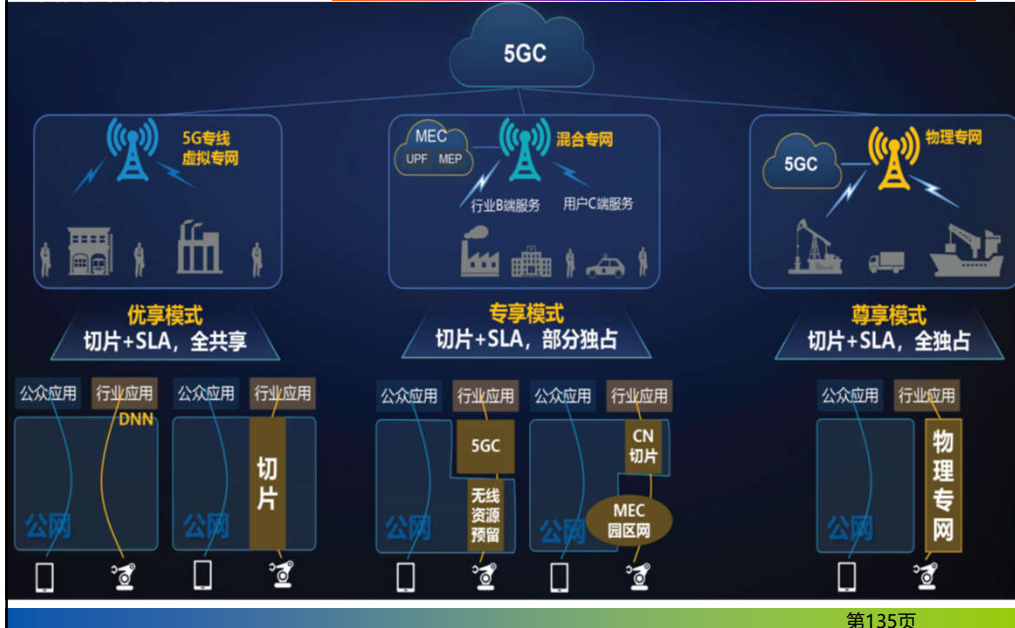 5GC
5G专线
虚拟专网
MEC
UPF MEP
混合专网
行业B端服务
用户C端服务
5GC
物理专网
优享模式
切片+SLA，全共享
专享模式
切片+SLA，部分独占
尊享模式
切片+SLA，全独占
公众应用
行业应用
DNN
公网
公众应用
行业应用
切片
公网
公众应用
行业应用
5GC
无线
资源
预留
公网
公众应用
行业应用
CN
切片
MEC
园区网
公网
公众应用
行业应用
物理专网
公网
第135页